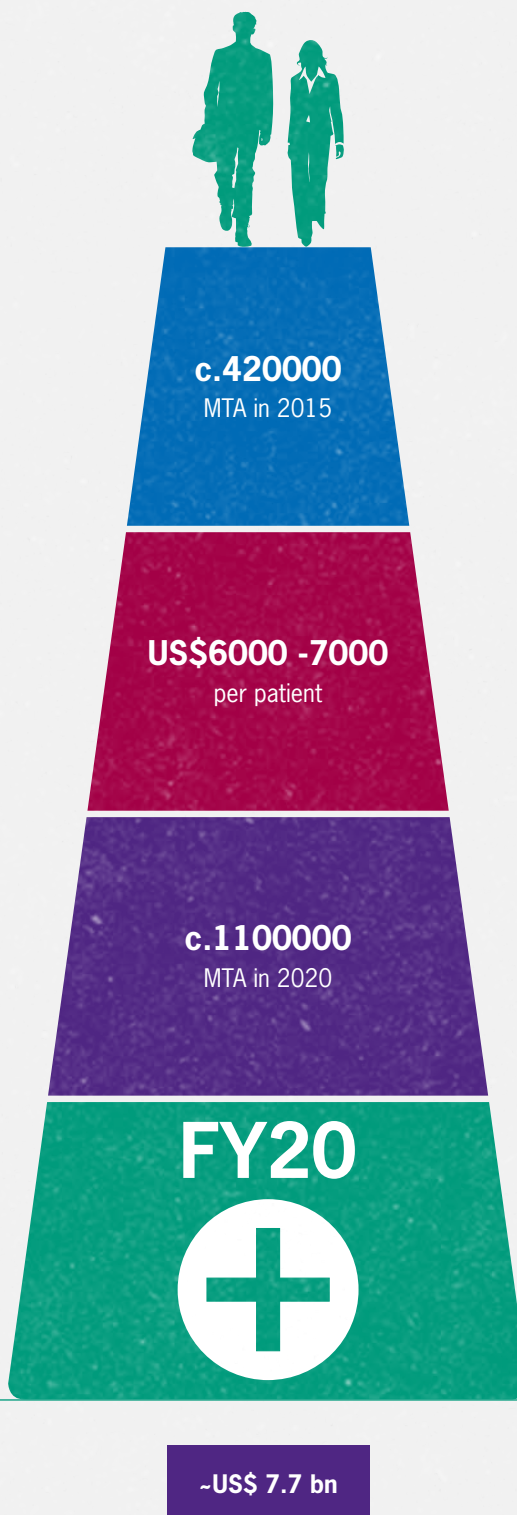 c.420000
MTA in 2015
US$6000 -7000
per patient
c.1100000
MTA in 2020
FY20
~US$ 7.7 bn